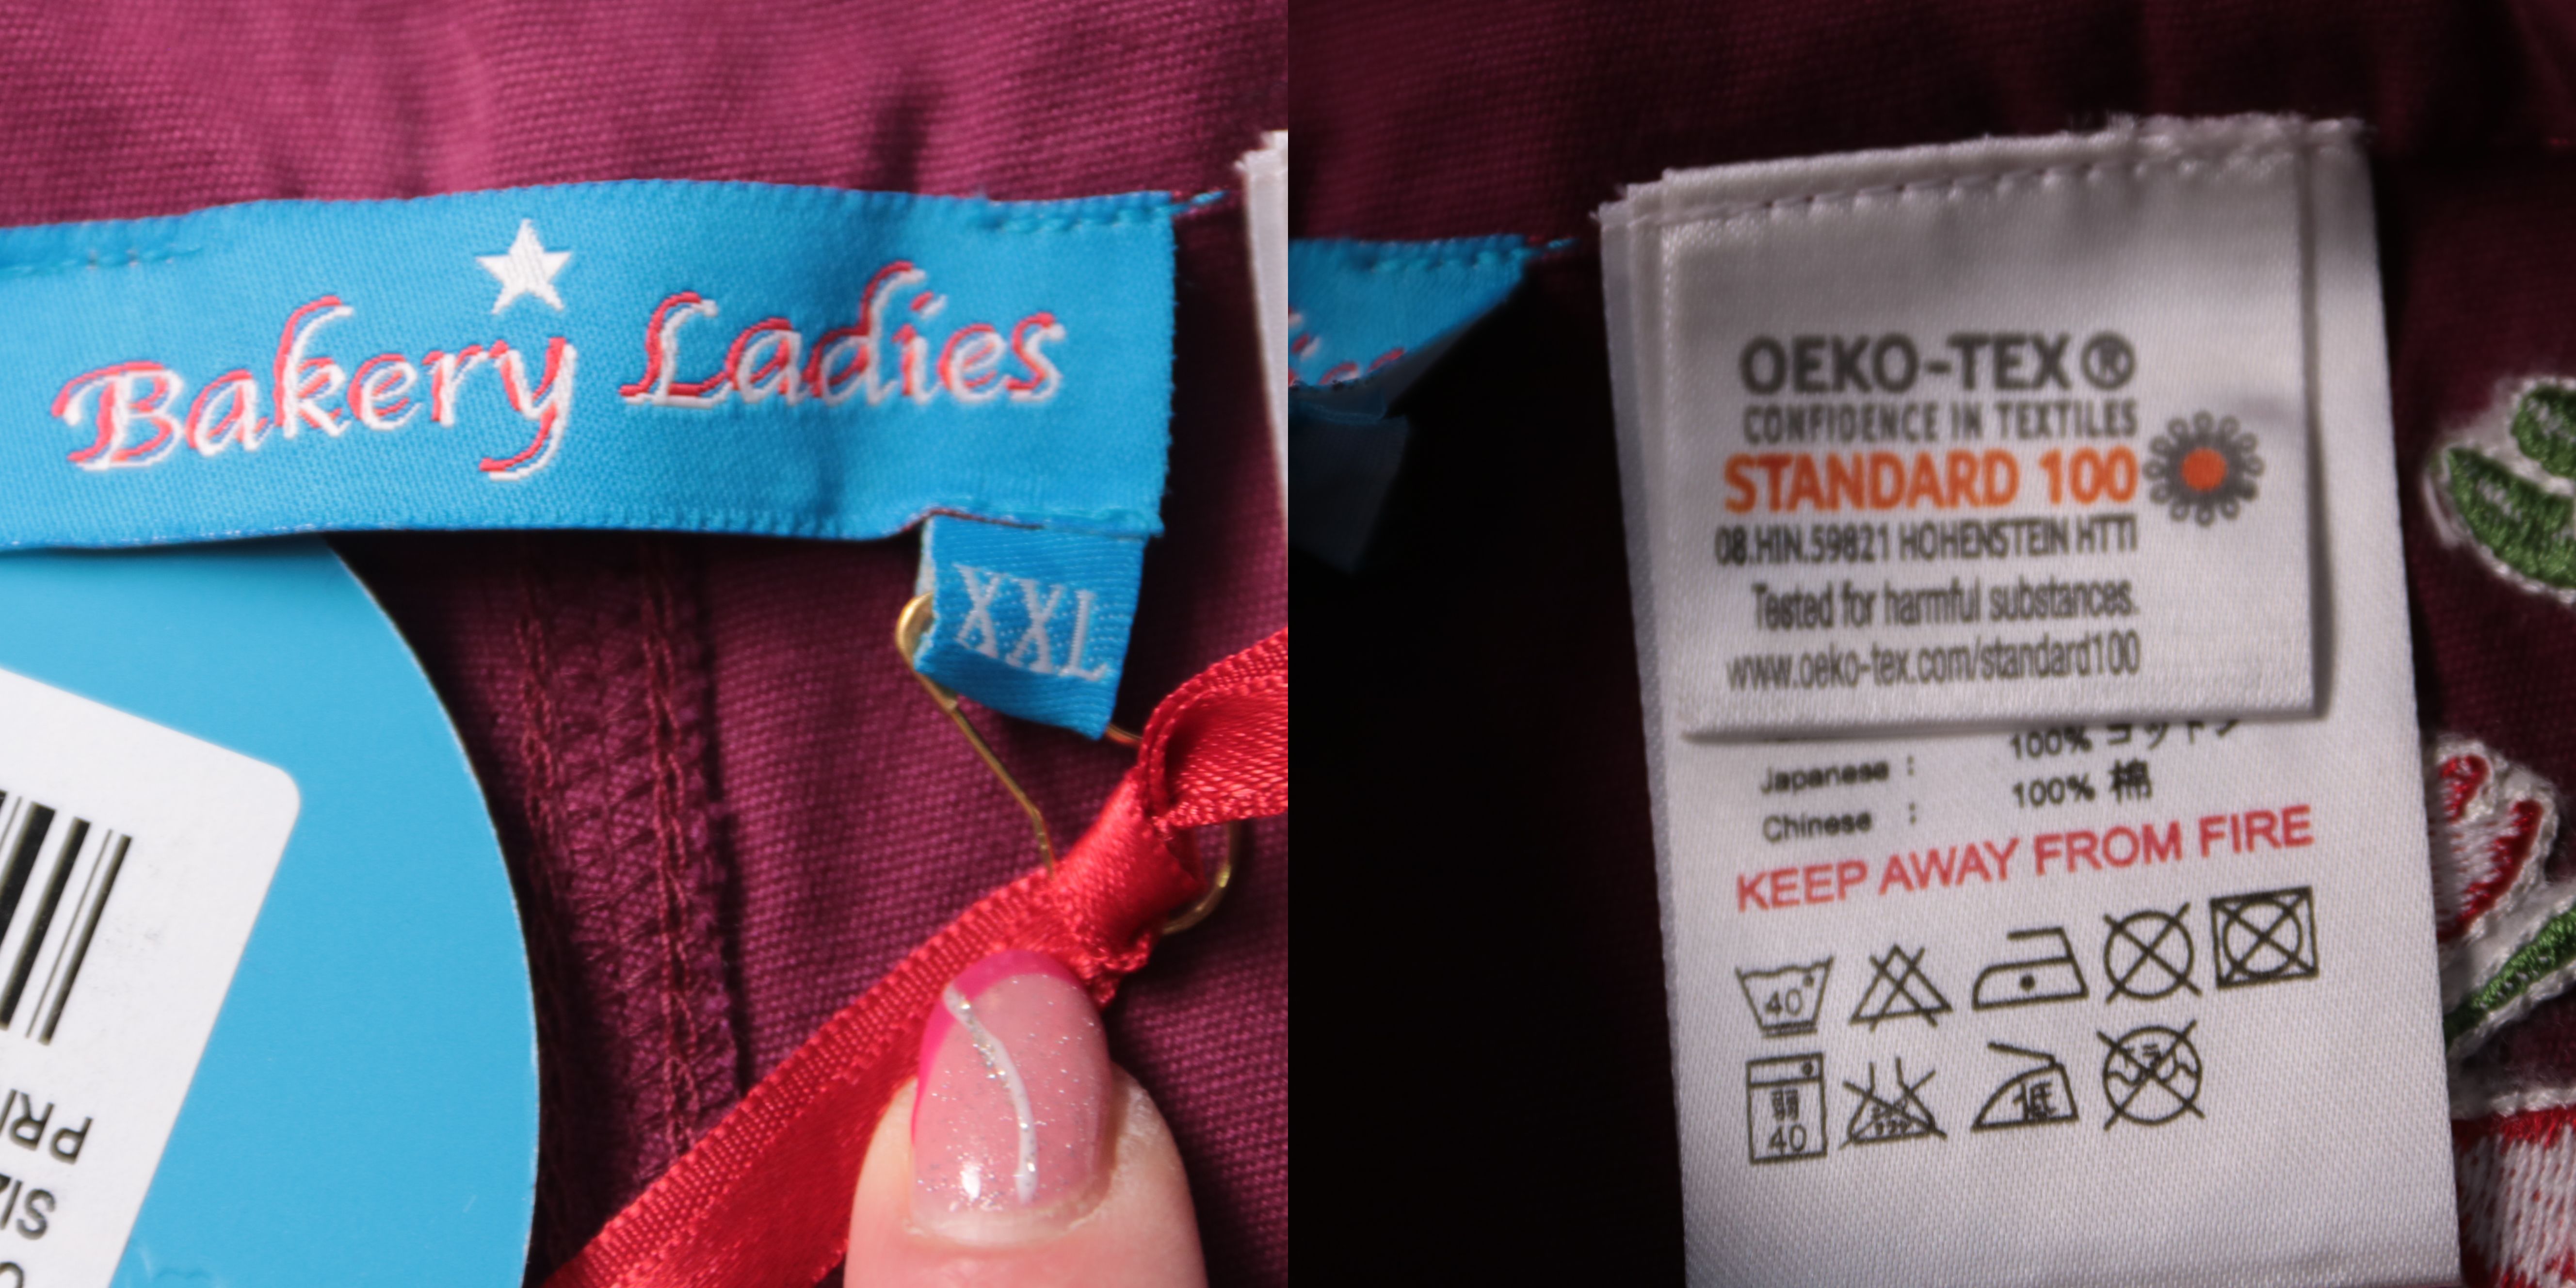 Bakery Ladies
XXL
PRI
SIZ
OEKO-TEX®
CONFIDENCE IN TEXTILES
STANDARD 100
08.HIN.59821 HOHENSTEIN HTTI
Tested for harmful substances.
www.oeko-tex.com/standard100
100% コットン
Japanese :
100% 棉
Chinese :
KEEP AWAY FROM FIRE
40°
弱
40
低